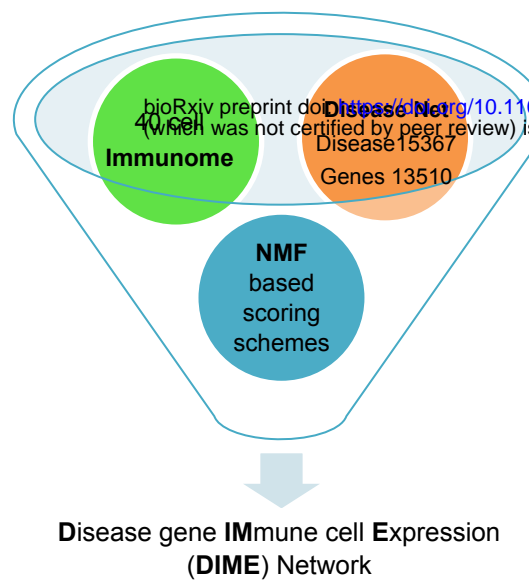 bioRxiv preprint doi: https://doi.org/10.110
(which was not certified by peer review) is
40 cell
Immunome
Disease Net
Disease15367
Genes 13510
NMF
based
scoring
schemes
Disease gene IMmune cell Expression
(DIME) Network